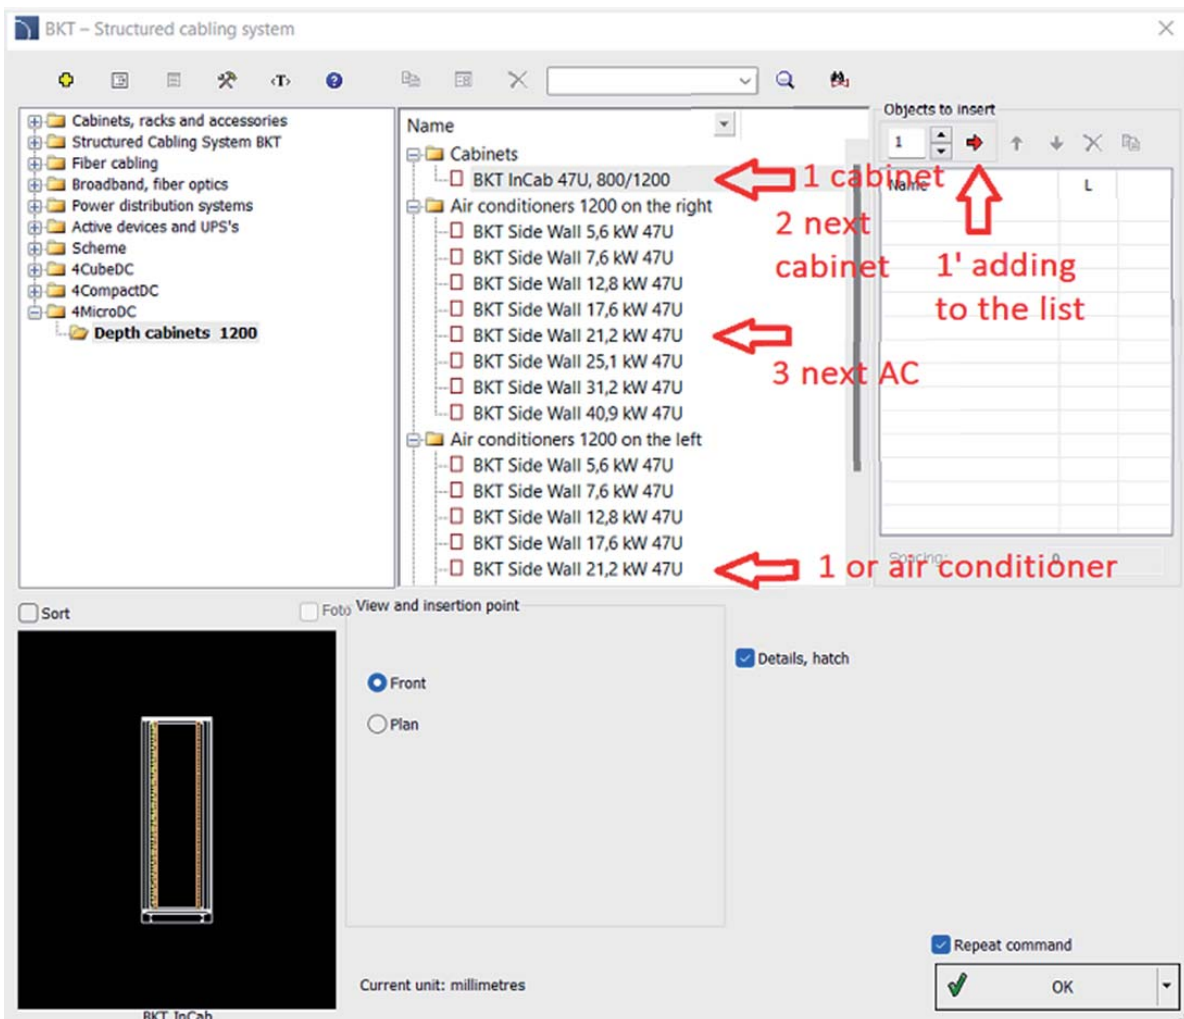 BKT – Structured cabling system
Objects to insert
1
Cabinets, racks and accessories
Structured Cabling System BKT
Fiber cabling
Broadband, fiber optics
Power distribution systems
Active devices and UPS's
Scheme
4CubeDC
4CompactDC
4MicroDC
Depth cabinets 1200
Name
Cabinets
BKT InCab 47U, 800/1200
Air conditioners 1200 on the right
BKT Side Wall 5,6 kW 47U
BKT Side Wall 7,6 kW 47U
BKT Side Wall 12,8 kW 47U
BKT Side Wall 17,6 kW 47U
BKT Side Wall 21,2 kW 47U
BKT Side Wall 25,1 kW 47U
BKT Side Wall 31,2 kW 47U
BKT Side Wall 40,9 kW 47U
Air conditioners 1200 on the left
BKT Side Wall 5,6 kW 47U
BKT Side Wall 7,6 kW 47U
BKT Side Wall 12,8 kW 47U
BKT Side Wall 17,6 kW 47U
BKT Side Wall 21,2 kW 47U
1 cabinet
2 next
cabinet
3 next AC
1 or air conditioner
Name
L
1' adding
to the list
Spacing:
0
Sort
Foto
View and insertion point
Front
Plan
Details, hatch
Current unit: millimetres
Repeat command
OK
BKT InCab